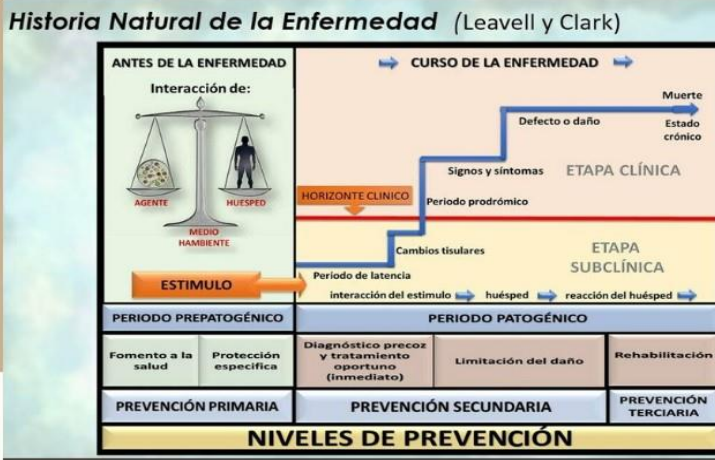 Historia Natural de la Enfermedad (Leavell y Clark)
ANTES DE LA ENFERMEDAD
Interacción de:
AGENTE
HUESPED
MEDIO
HAMBIENTE
ESTIMULO
CURSO DE LA ENFERMEDAD
Muerte
Defecto o daño
Estado
crónico
Signos y síntomas
ETAPA CLÍNICA
HORIZONTE CLINICO
Periodo prodrómico
Cambios tisulares
ETAPA
SUBCLÍNICA
Periodo de latencia
interacción del estimulo
huésped
reacción del huésped
PERIODO PREPATOGÉNICO
PERIODO PATOGÉNICO
Fomento a la
salud
Protección
especifica
Diagnóstico precoz
y tratamiento
oportuno
(inmediato)
Limitación del daño
Rehabilitación
PREVENCIÓN PRIMARIA
PREVENCIÓN SECUNDARIA
PREVENCIÓN
TERCIARIA
NIVELES DE PREVENCIÓN